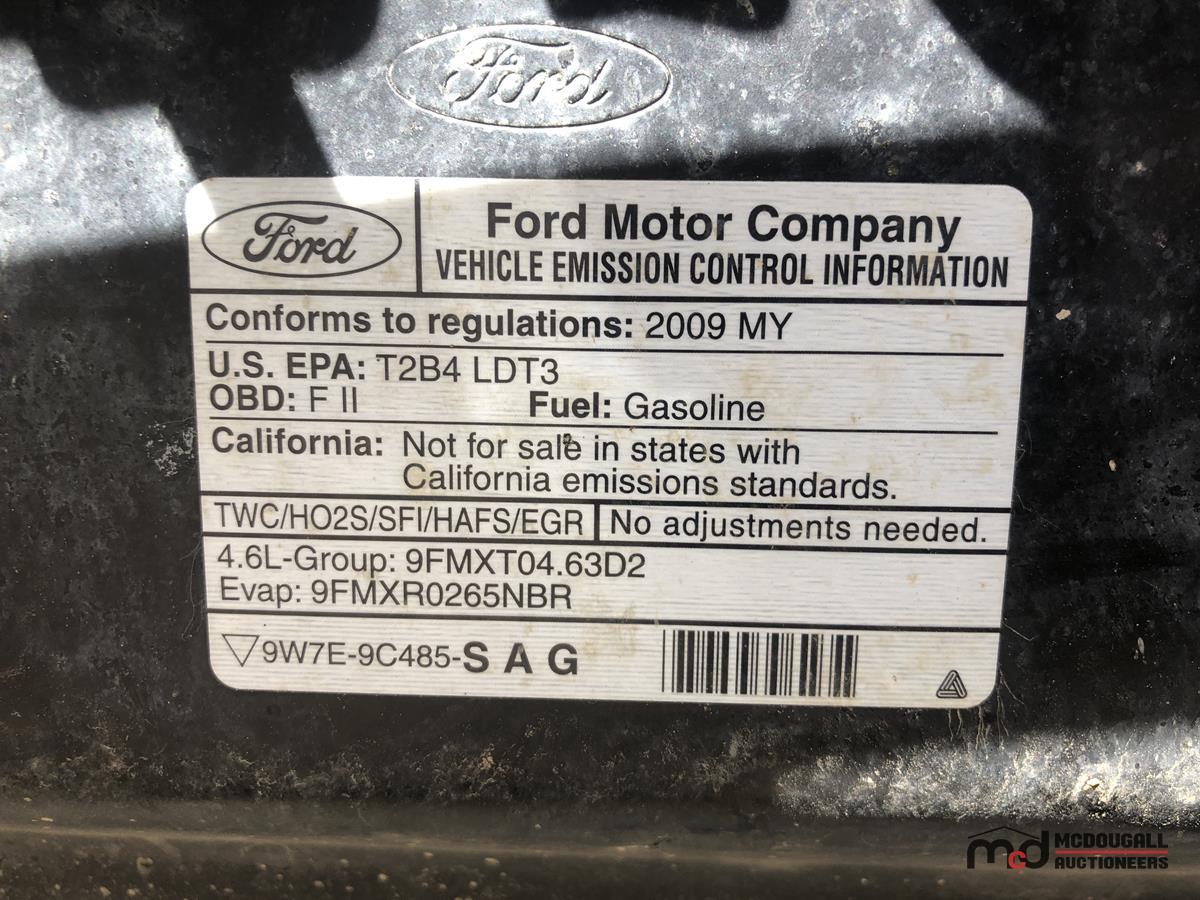 Ford
Ford
Ford Motor Company
VEHICLE EMISSION CONTROL INFORMATION
Conforms to regulations: 2009 MY
U.S. EPA: T2B4 LDT3
OBD: F II Fuel: Gasoline
California: Not for sale in states with
California emissions standards.
TWC/HO2S/SFI/HAFS/EGR No adjustments needed.
4.6L-Group: 9FMXT04.63D2
Evap: 9FMXR0265NBR
9W7E-9C485-SAG
mcd MCDOUGALL
AUCTIONEERS